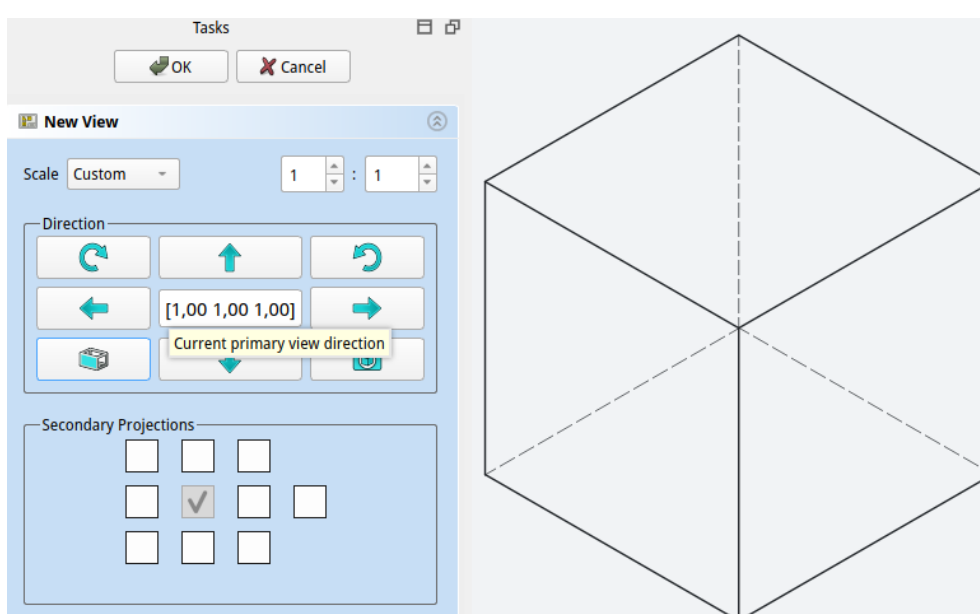 Tasks
OK Cancel
New View
Scale Custom 1 : 1
Direction
[1,00 1,00 1,00]
Current primary view direction
Secondary Projections